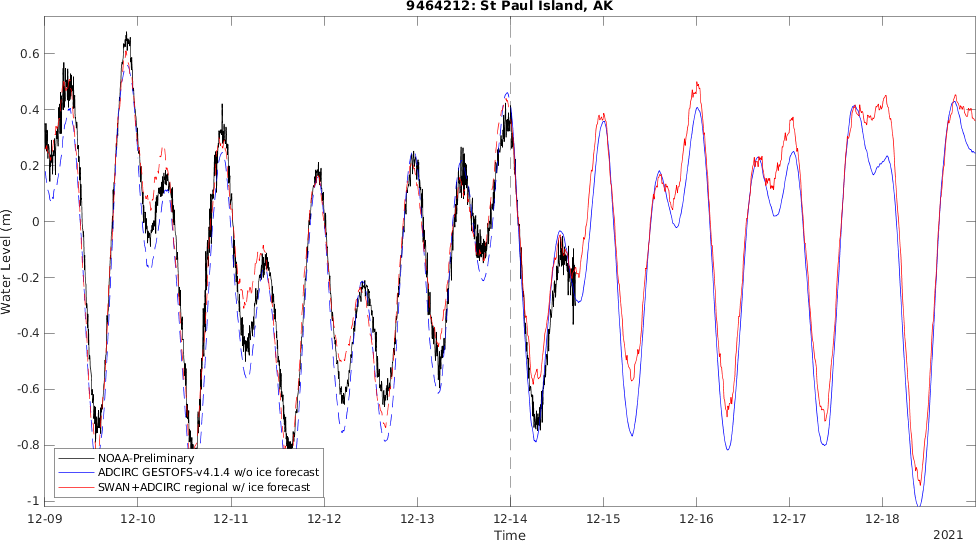 9464212: St Paul Island, AK
Water Level (m)
0.6
0.4
0.2
0
-0.2
-0.4
-0.6
-0.8
-1
NOAA-Preliminary
ADCIRC GESTOFS-v4.1.4 w/o ice forecast
SWAN+ADCIRC regional w/ ice forecast
12-09 12-10 12-11 12-12 12-13 12-14 12-15 12-16 12-17 12-18
Time
2021